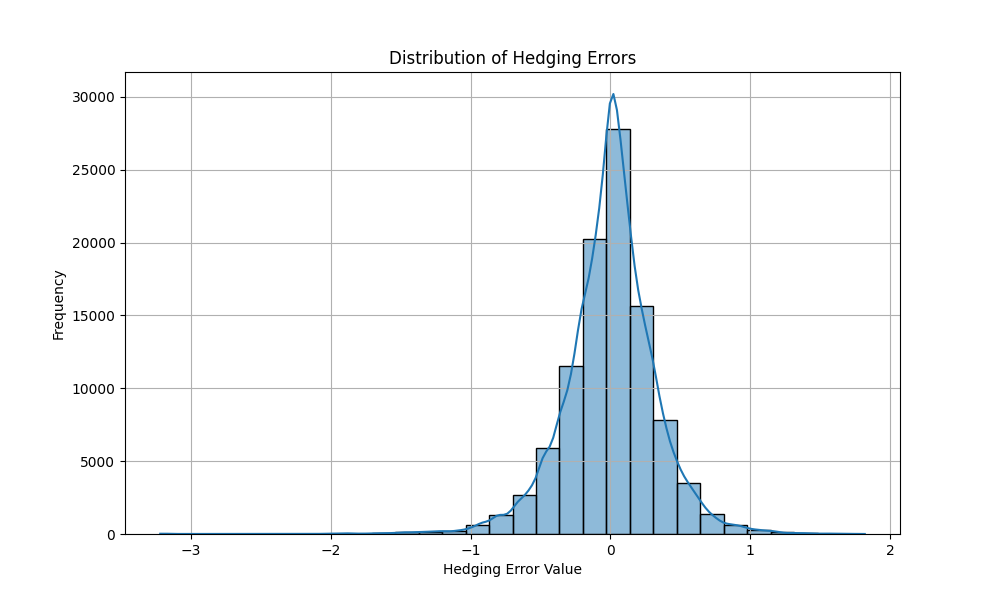 Distribution of Hedging Errors
30000
25000
20000
15000
10000
5000
0
Frequency
−3 −2 −1 0 1 2
Hedging Error Value